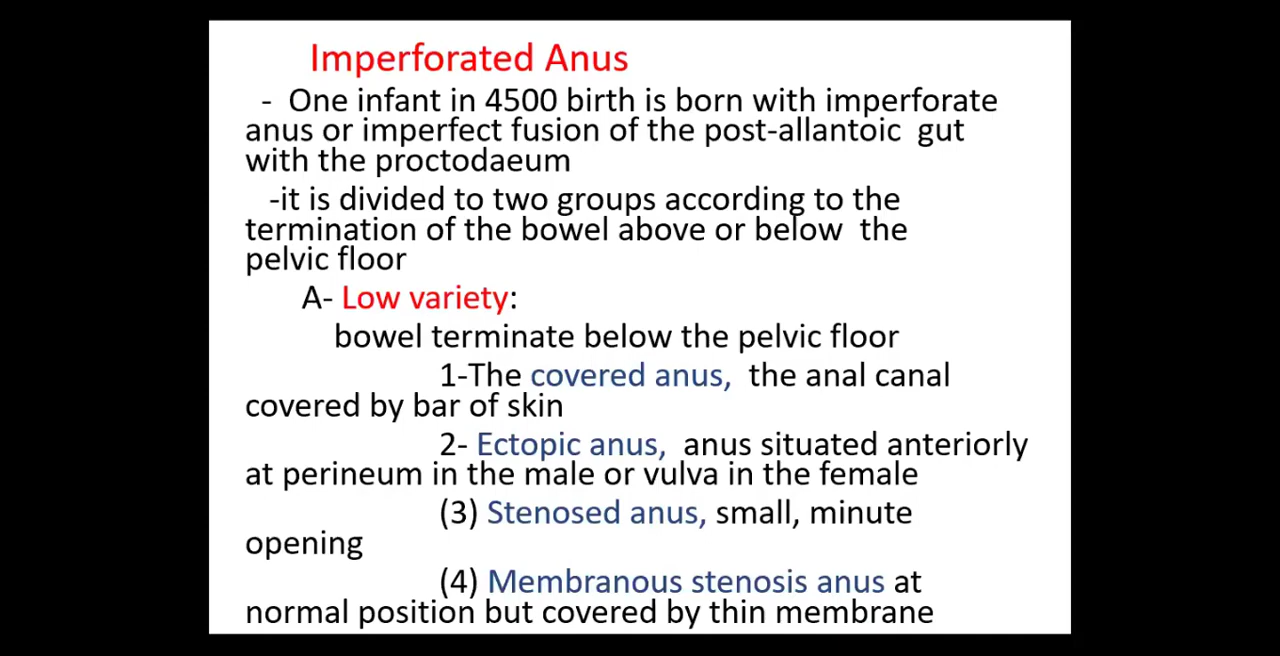 Imperforated Anus
- One infant in 4500 birth is born with imperforate
anus or imperfect fusion of the post-allantoic gut
with the proctodaeum
-it is divided to two groups according to the
termination of the bowel above or below the
pelvic floor
A- Low variety:
bowel terminate below the pelvic floor
1-The covered anus, the anal canal
covered by bar of skin
2- Ectopic anus, anus situated anteriorly
at perineum in the male or vulva in the female
(3) Stenosed anus, small, minute
opening
(4) Membranous stenosis anus at
normal position but covered by thin membrane